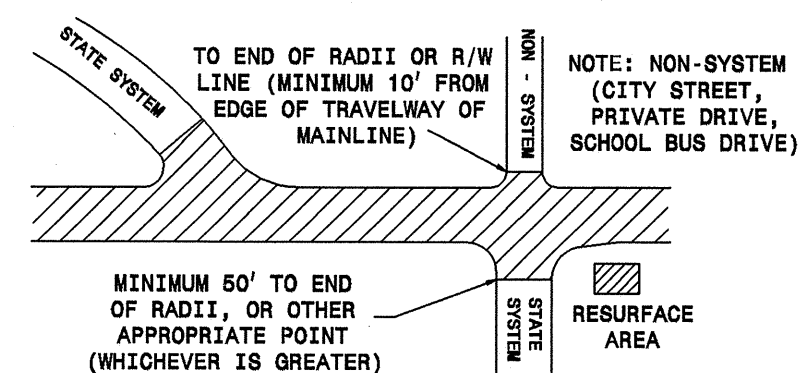 STATE SYSTEM
TO END OF RADII OR R/W
LINE (MINIMUM 10' FROM
EDGE OF TRAVELWAY OF
MAINLINE)
NON - SYSTEM
NOTE: NON-SYSTEM
(CITY STREET,
PRIVATE DRIVE,
SCHOOL BUS DRIVE)
MINIMUM 50' TO END
OF RADII, OR OTHER
APPROPRIATE POINT
(WHICHEVER IS GREATER)
STATE
SYSTEM
RESURFACE
AREA